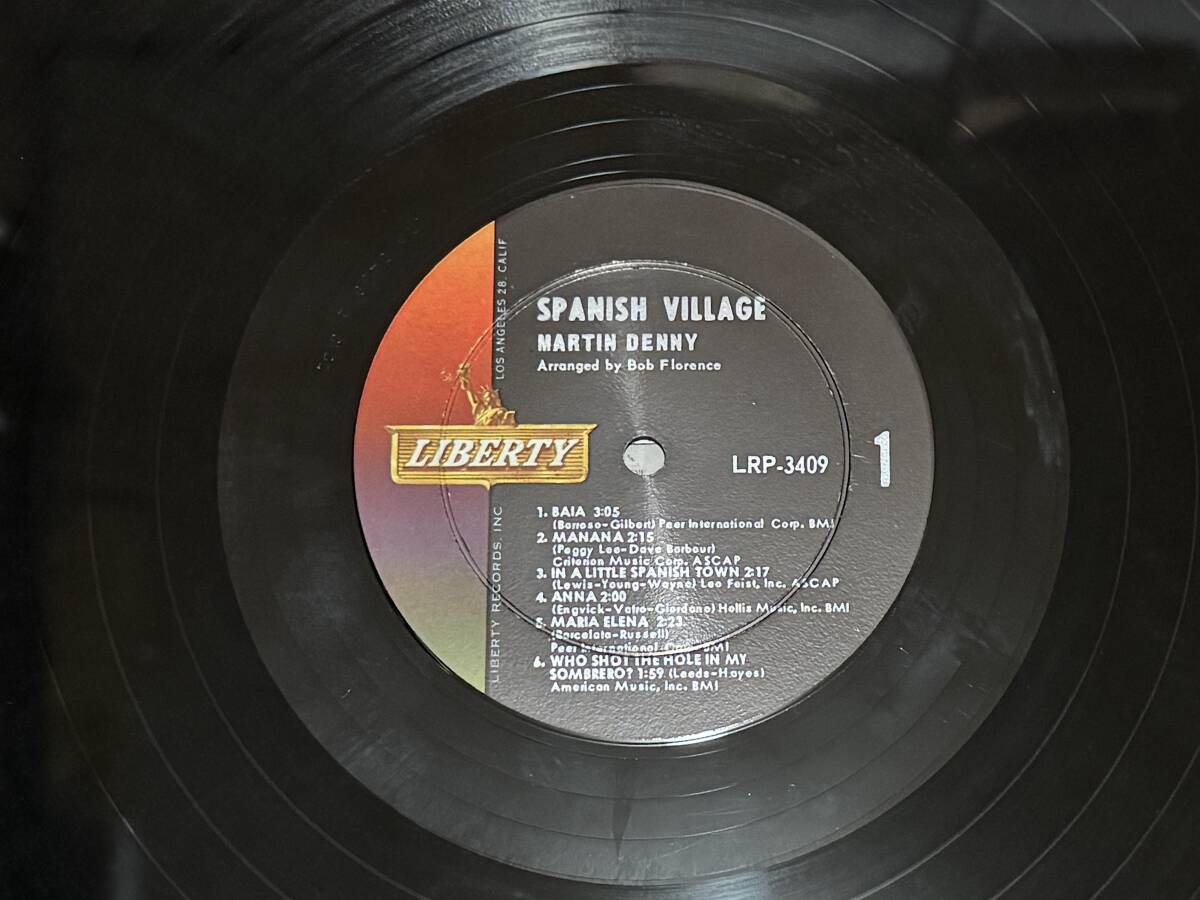 SPANISH VILLAGE
MARTIN DENNY
Arranged by Bob Florence
LOS ANGELES 28, CALIF
LIBERTY
LIBERTY RECORDS, INC
LRP-3409
1
1. BAIA 3:05
(Barroso-Gilbert) Peer International Corp. BMI
2. MANANA 2:15
(Peggy Lee-Dave Barbour)
Criterion Music Corp. ASCAP
3. IN A LITTLE SPANISH TOWN 2:17
(Lewis-Young-Wayne) Leo Feist, Inc. ASCAP
4. ANNA 2:00
(Engvick-Vatro-Giordano) Hollis Music, Inc. BMI
5. MARIA ELENA 2:23
(Barcelata-Russell)
Peer International Corp. BMI
6. WHO SHOT THE HOLE IN MY
SOMBRERO? 1:59 (Leeds-Hayes)
American Music, Inc. BMI